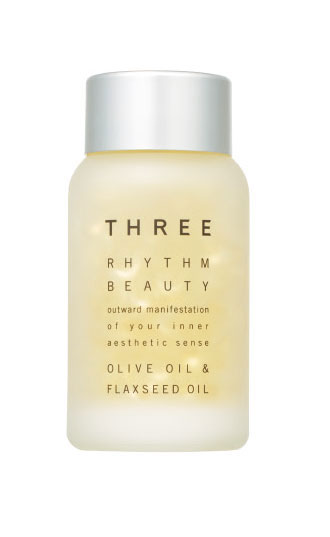 THREE
RHYTHM
BEAUTY
outward manifestation
of your inner
aesthetic sense
OLIVE OIL &
FLAXSEED OIL